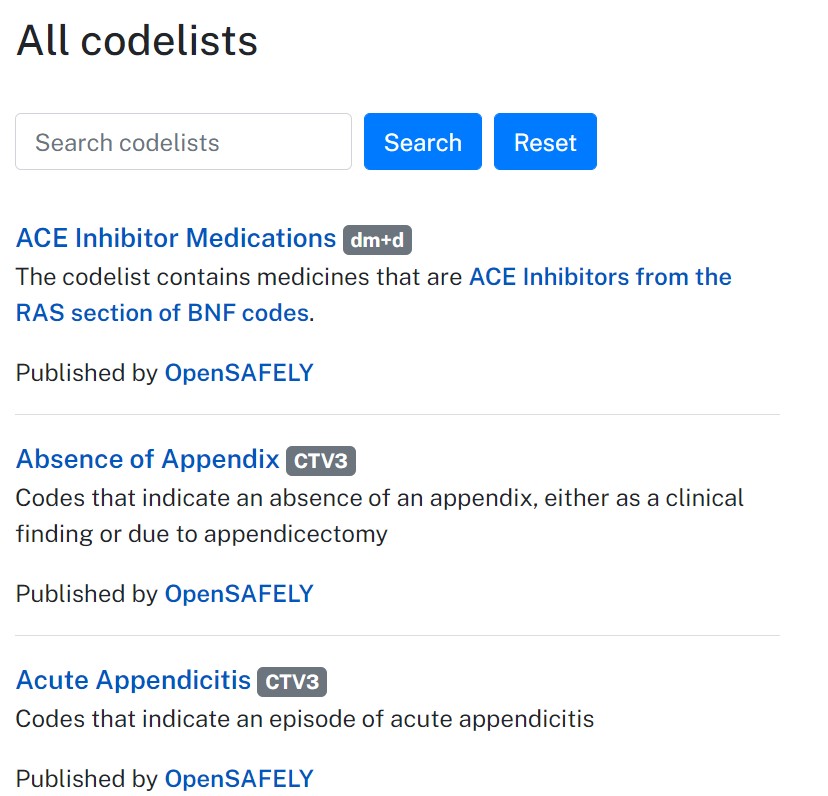 All codelists
Search codelists Search Reset
ACE Inhibitor Medications dm+d
The codelist contains medicines that are ACE Inhibitors from the
RAS section of BNF codes.
Published by OpenSAFELY
Absence of Appendix CTV3
Codes that indicate an absence of an appendix, either as a clinical
finding or due to appendicectomy
Published by OpenSAFELY
Acute Appendicitis CTV3
Codes that indicate an episode of acute appendicitis
Published by OpenSAFELY